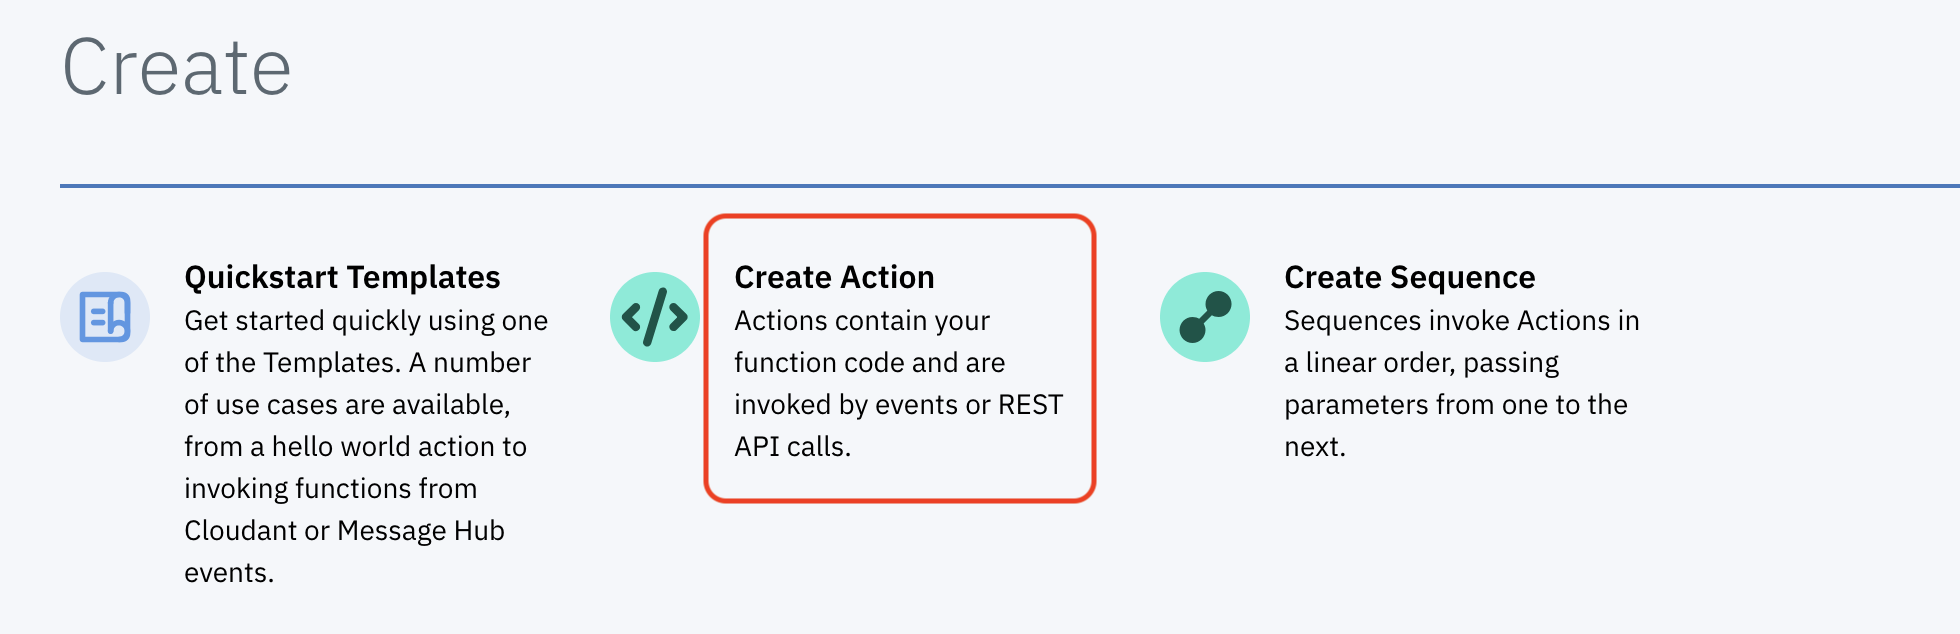 Create
Quickstart Templates
Get started quickly using one
of the Templates. A number
of use cases are available,
from a hello world action to
invoking functions from
Cloudant or Message Hub
events.
Create Action
Actions contain your
function code and are
invoked by events or REST
API calls.
Create Sequence
Sequences invoke Actions in
a linear order, passing
parameters from one to the
next.